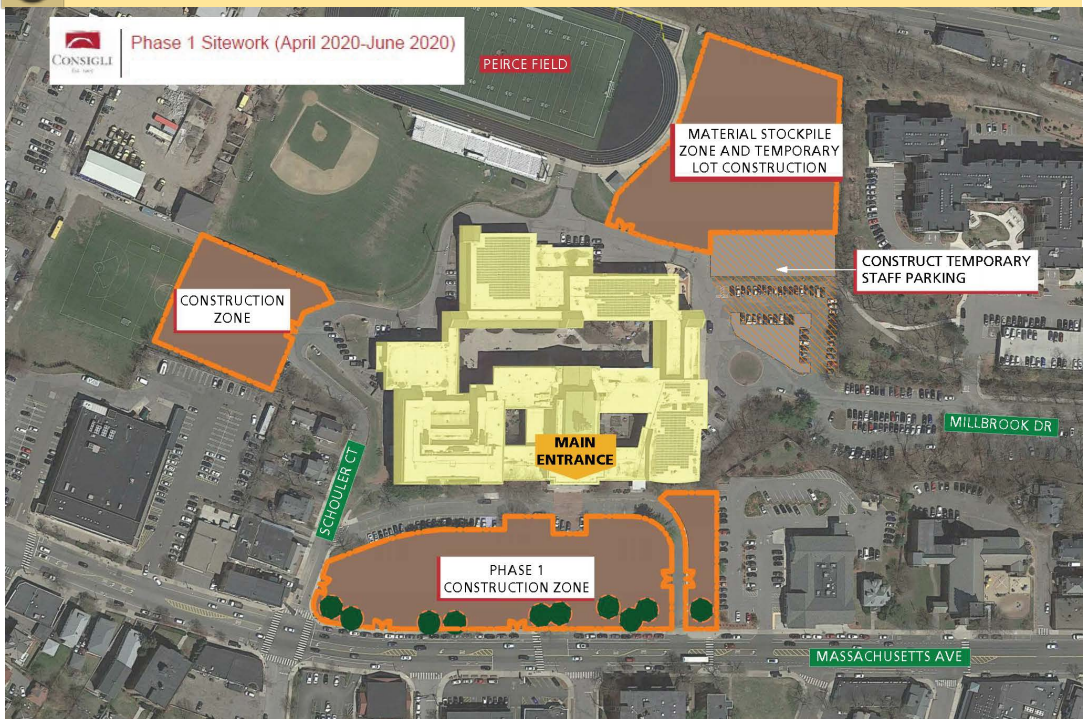 CONSIGLI
Est. 1905
Phase 1 Sitework (April 2020-June 2020)
PEIRCE FIELD
MATERIAL STOCKPILE
ZONE AND TEMPORARY
LOT CONSTRUCTION
CONSTRUCT TEMPORARY
STAFF PARKING
CONSTRUCTION
ZONE
MAIN
ENTRANCE
MILLBROOK DR
SCHOULER CT
PHASE 1
CONSTRUCTION ZONE
MASSACHUSETTS AVE